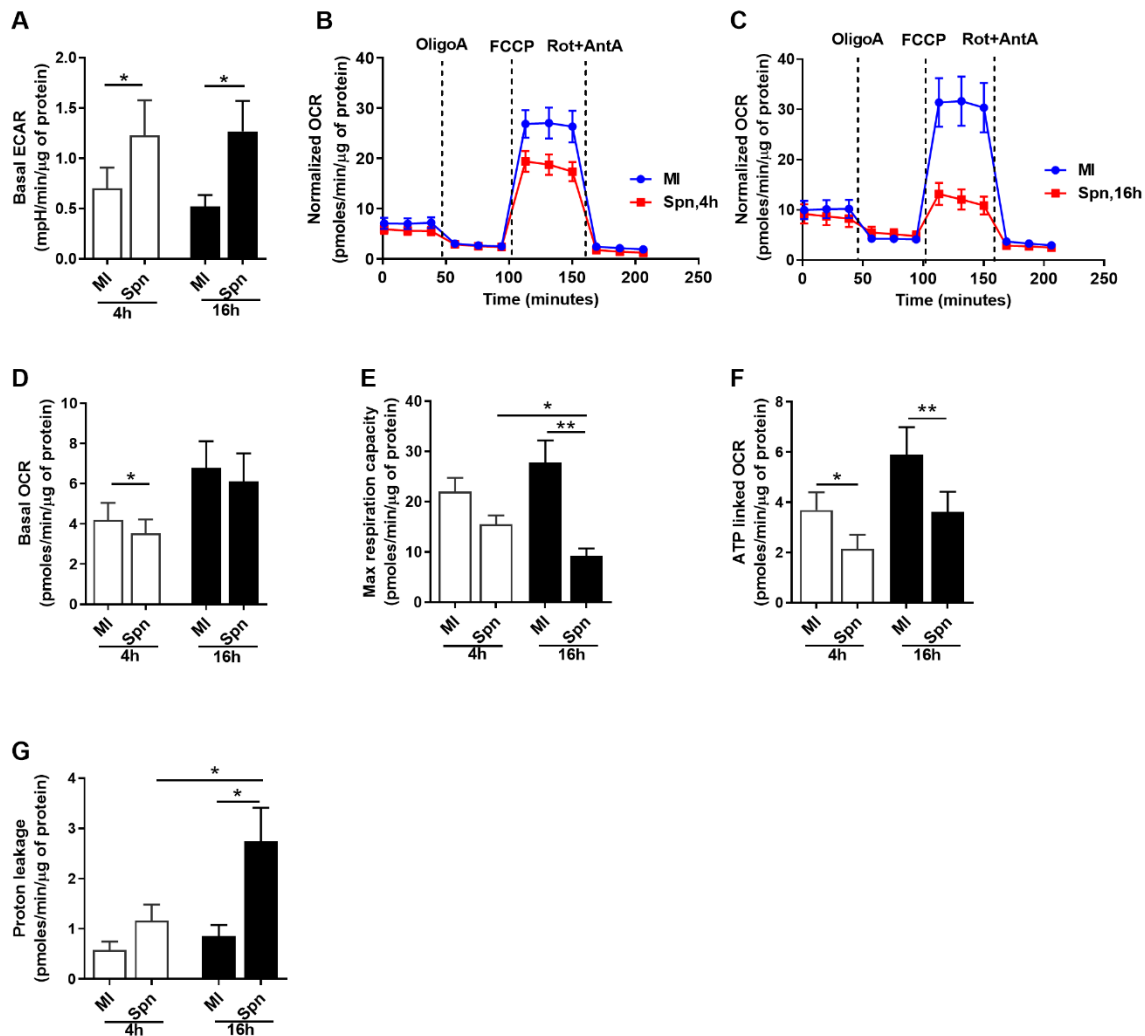 A
Basal ECAR
(mpH/min/μg of protein)
2.0
1.5
1.0
0.5
0.0
*
*
MI
Spn
MI
Spn
4h
16h
B
OligoA
FCCP
Rot+AntA
Normalized OCR
(pmoles/min/μg of protein)
40
30
20
10
0
0
50
100
150
200
250
Time (minutes)
MI
Spn,4h
C
OligoA
FCCP
Rot+AntA
Normalized OCR
(pmoles/min/μg of protein)
40
30
20
10
0
0
50
100
150
200
250
Time (minutes)
MI
Spn,16h
D
Basal OCR
(pmoles/min/μg of protein)
8
6
4
2
0
*
MI
Spn
MI
Spn
4h
16h
E
Max respiration capacity
(pmoles/min/μg of protein)
40
30
20
10
0
*
**
MI
Spn
MI
Spn
4h
16h
F
ATP linked OCR
(pmoles/min/μg of protein)
8
6
4
2
0
*
**
MI
Spn
MI
Spn
4h
16h
G
Proton leakage
(pmoles/min/μg of protein)
4
3
2
1
0
*
*
MI
Spn
MI
Spn
4h
16h